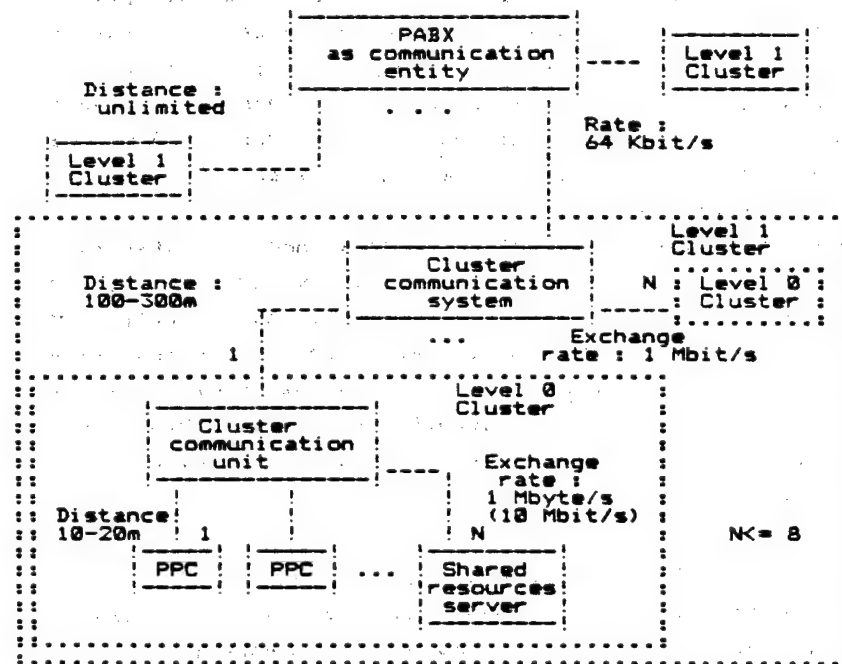 PABX
as communication
entity
Level 1
Cluster
Distance :
unlimited
. . .
Rate :
64 Kbit/s
Level 1
Cluster
Level 1
Cluster
Distance :
100-300m
Cluster
communication
system
N
Level 0
Cluster
...
Exchange
rate : 1 Mbit/s
1
Level 0
Cluster
Cluster
communication
unit
Exchange
rate :
1 Mbyte/s
(10 Mbit/s)
Distance
10-20m
1
N
N<= 8
PPC
PPC
...
Shared
resources
server